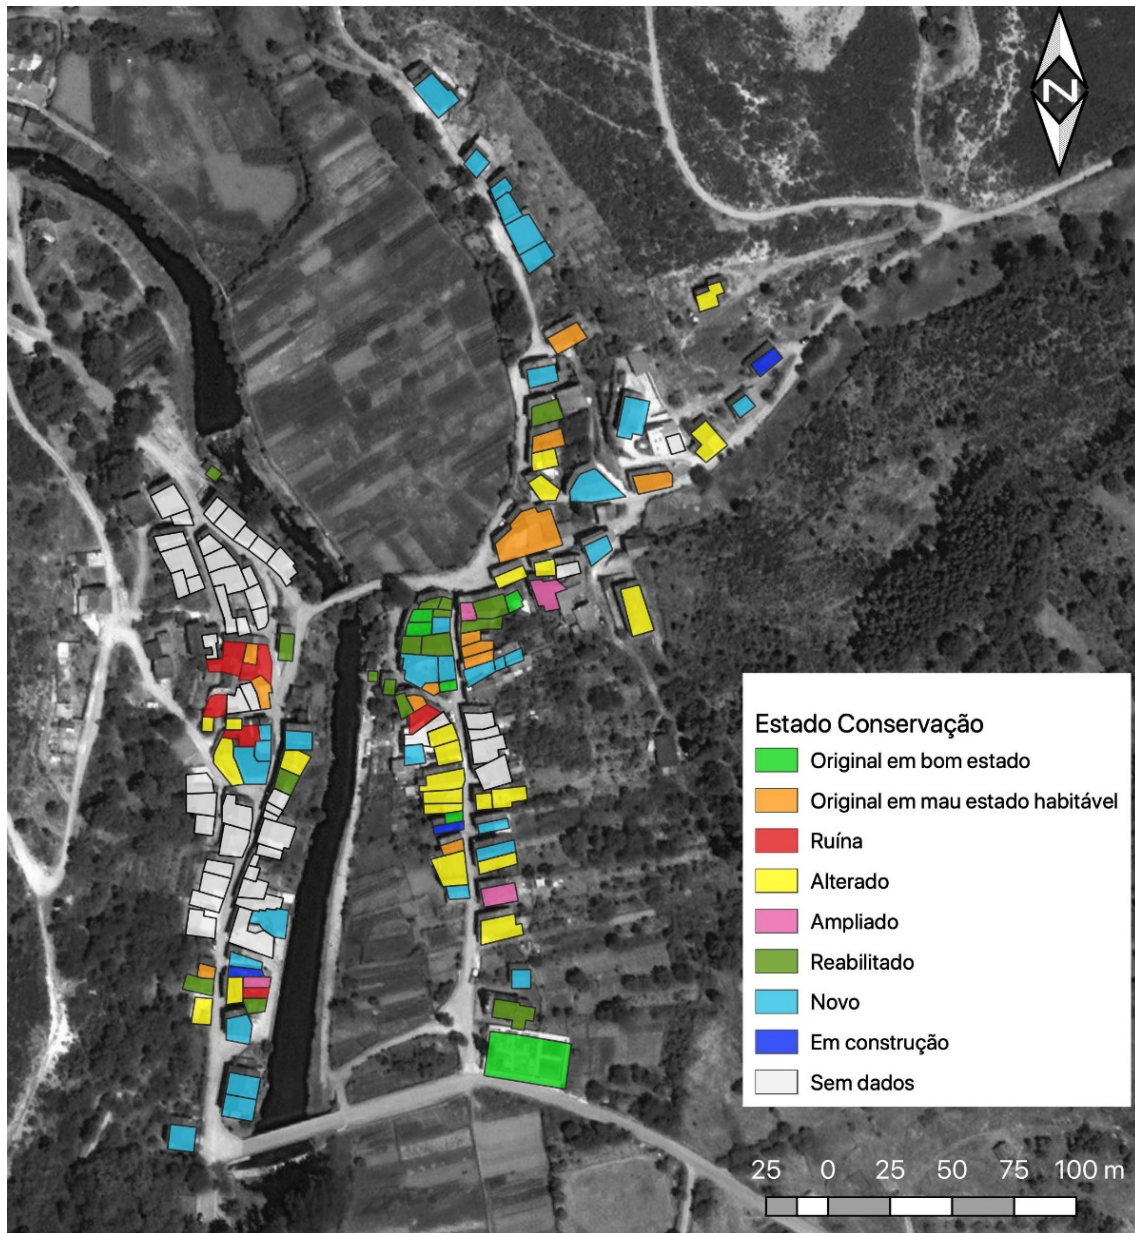 N
Estado Conservação
Original em bom estado
Original em mau estado habitável
Ruína
Alterado
Ampliado
Reabilitado
Novo
Em construção
Sem dados
25 0 25 50 75 100 m